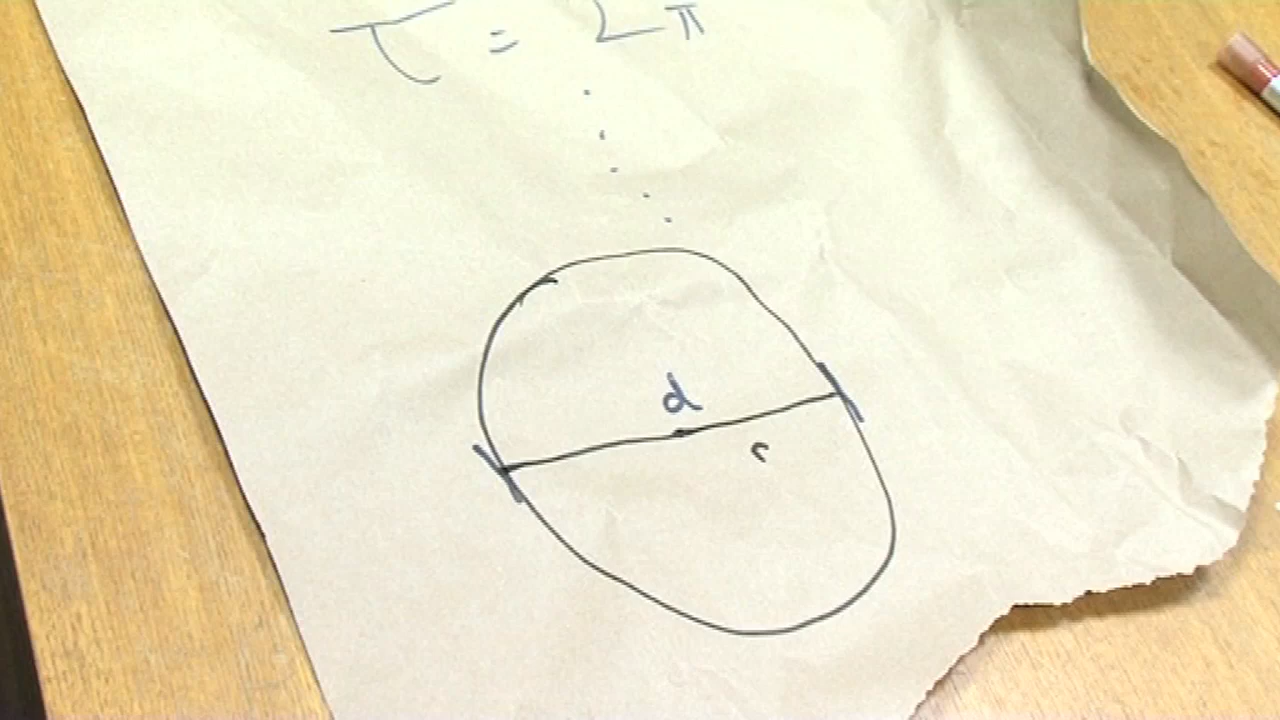 τ = 2π
d
r